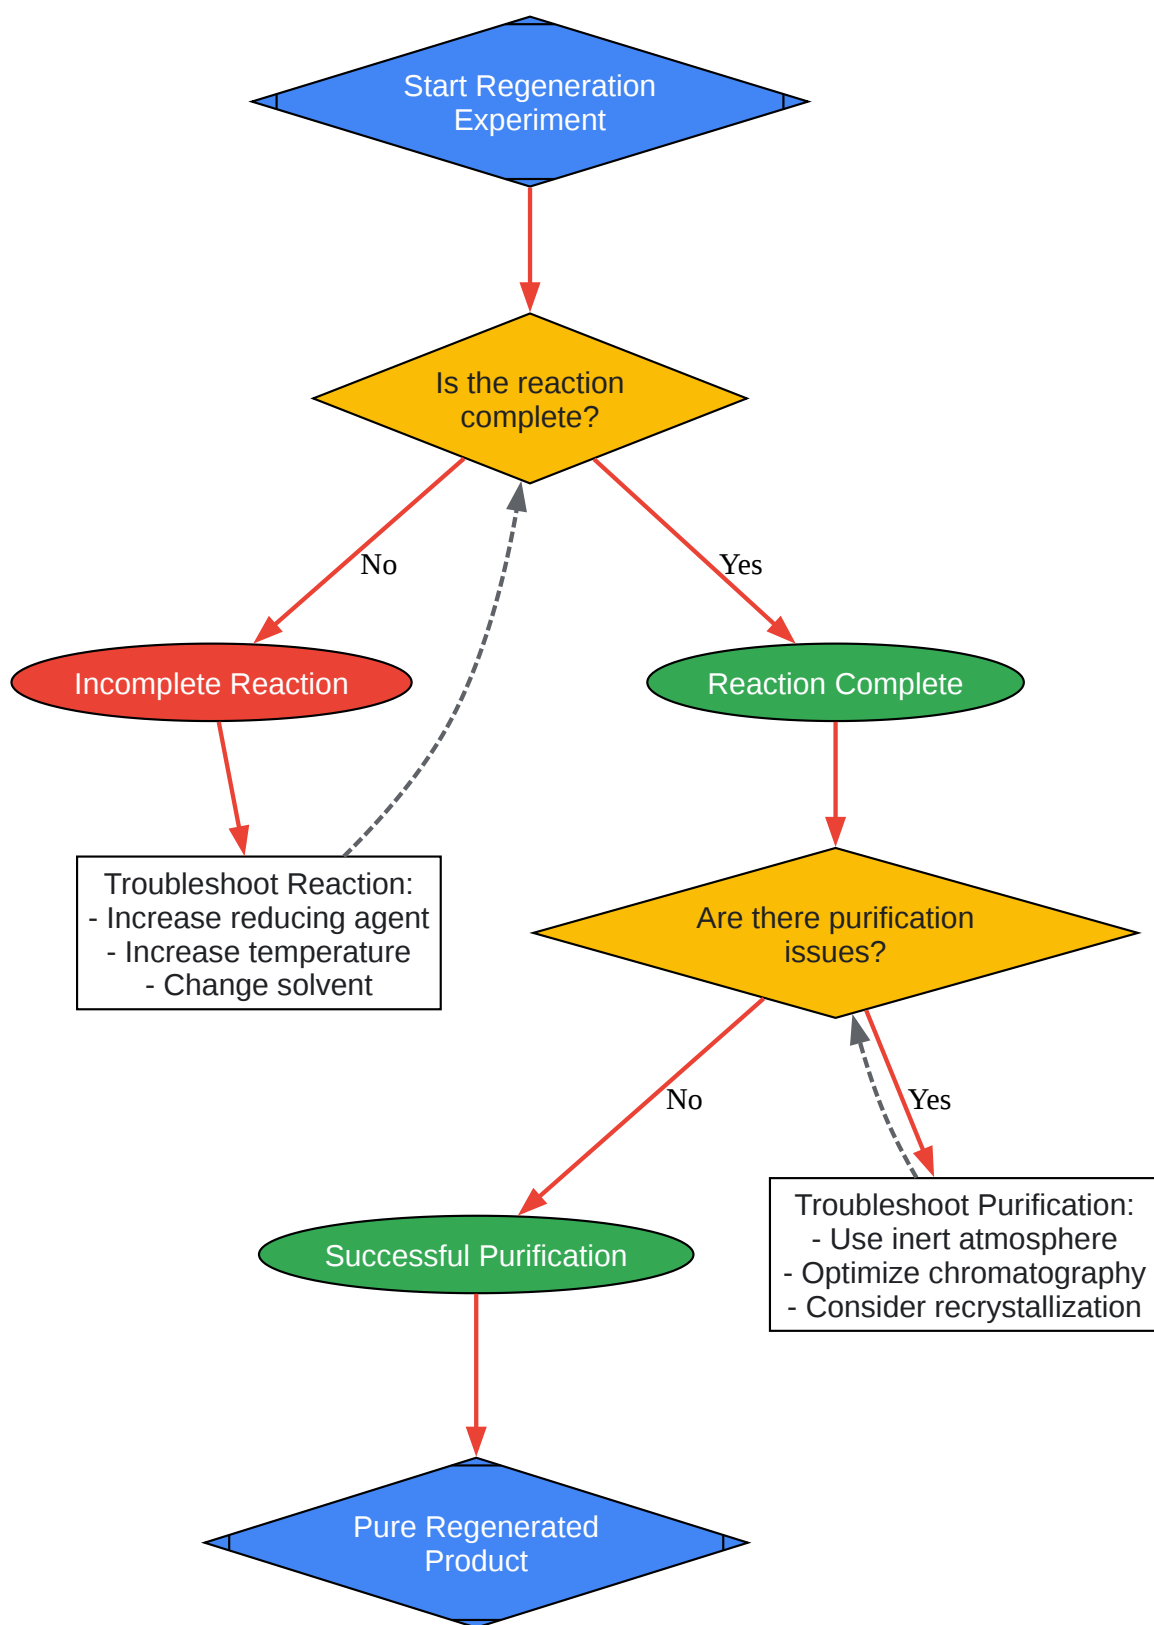 Start Regeneration
Experiment
Is the reaction
complete?
No
Yes
Incomplete Reaction
Reaction Complete
Troubleshoot Reaction:
- Increase reducing agent
- Increase temperature
- Change solvent
Are there purification
issues?
No
Yes
Successful Purification
Troubleshoot Purification:
- Use inert atmosphere
- Optimize chromatography
- Consider recrystallization
Pure Regenerated
Product